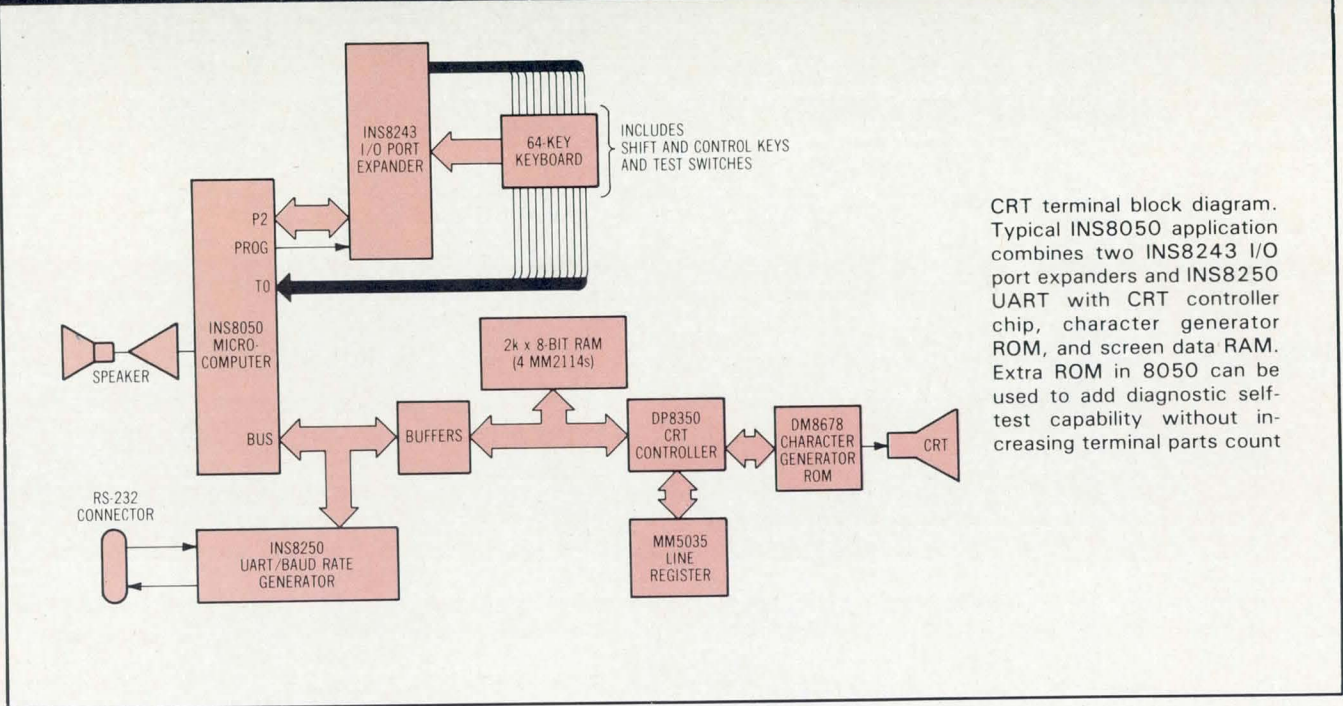 INS8243
I/O PORT
EXPANDER
64-KEY
KEYBOARD
INCLUDES
SHIFT AND CONTROL KEYS
AND TEST SWITCHES
P2
PROG
T0
INS8050
MICRO-
COMPUTER
BUS
SPEAKER
2k x 8-BIT RAM
(4 MM2114s)
BUFFERS
DP8350
CRT
CONTROLLER
DM8678
CHARACTER
GENERATOR
ROM
CRT
MM5035
LINE
REGISTER
RS-232
CONNECTOR
INS8250
UART/BAUD RATE
GENERATOR
CRT terminal block diagram.
Typical INS8050 application
combines two INS8243 I/O
port expanders and INS8250
UART with CRT controller
chip, character generator
ROM, and screen data RAM.
Extra ROM in 8050 can be
used to add diagnostic self-
test capability without in-
creasing terminal parts count